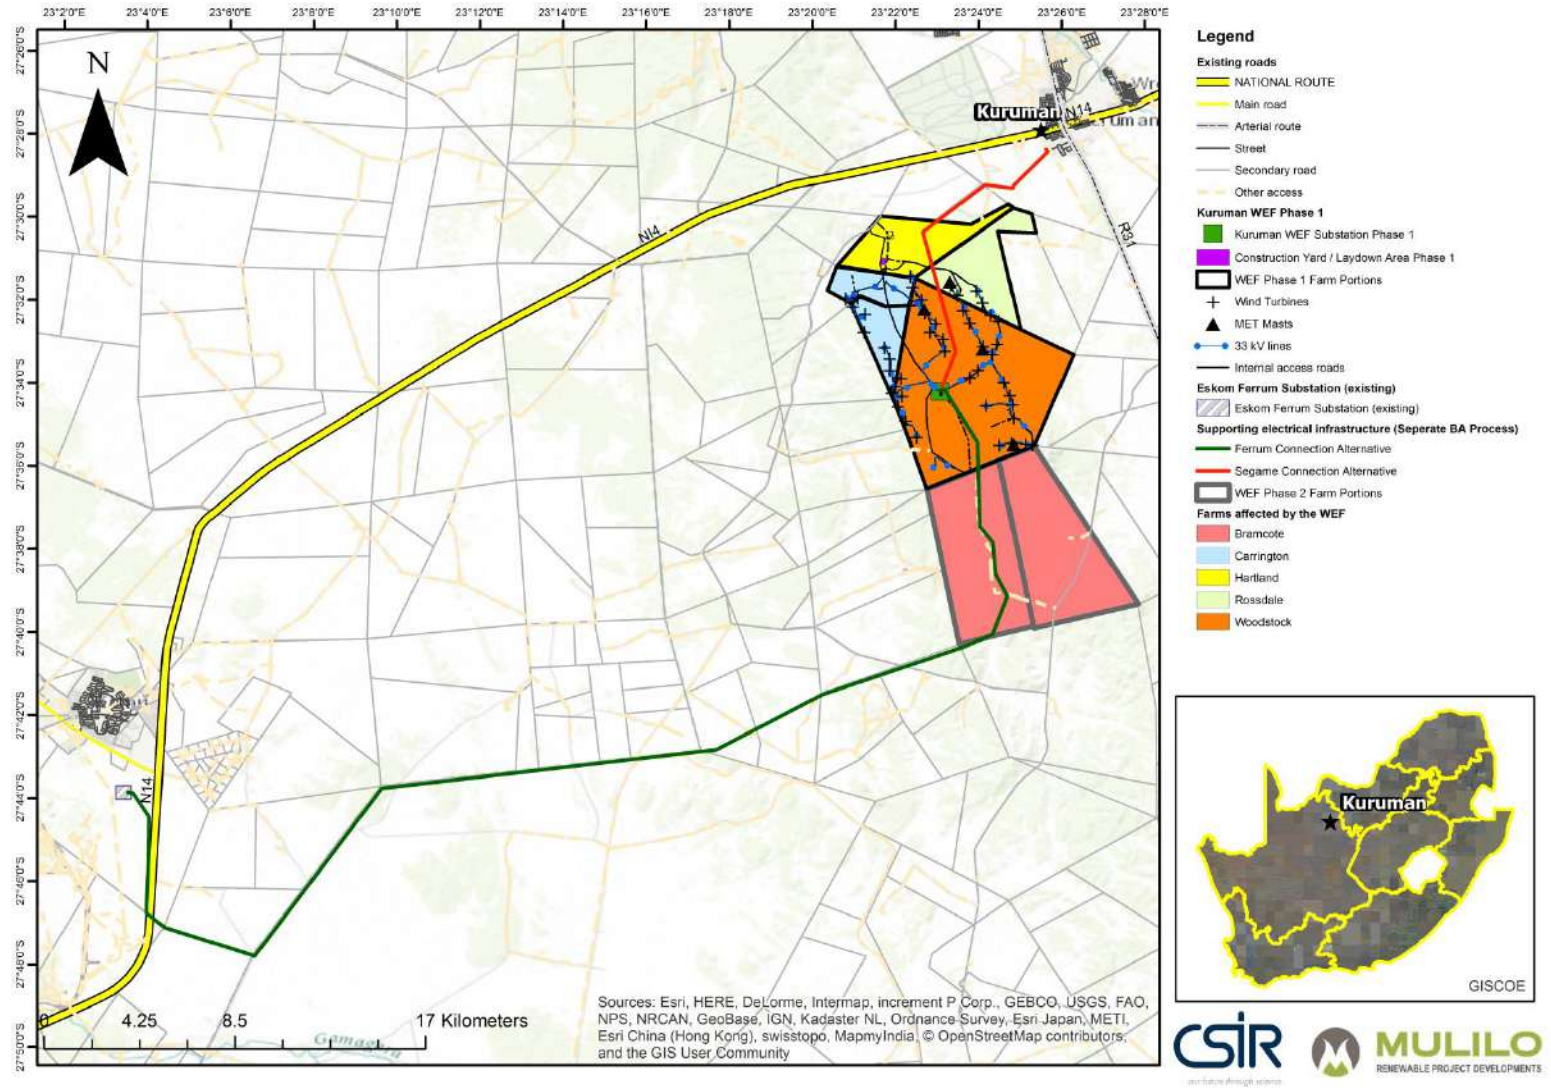 23°2'0"E 23°4'0"E 23°6'0"E 23°8'0"E 23°10'0"E 23°12'0"E 23°14'0"E 23°16'0"E 23°18'0"E 23°20'0"E 23°22'0"E 23°24'0"E 23°26'0"E 23°28'0"E
27°26'0"S
27°28'0"S
27°30'0"S
27°32'0"S
27°34'0"S
27°36'0"S
27°38'0"S
27°40'0"S
27°42'0"S
27°44'0"S
27°46'0"S
27°48'0"S
27°50'0"S
N
Kuruman
N14
R31
N14
N14
Gamagara
0 4.25 8.5 17 Kilometers
Sources: Esri, HERE, DeLorme, Intermap, increment P Corp., GEBCO, USGS, FAO,
NPS, NRCAN, GeoBase, IGN, Kadaster NL, Ordnance Survey, Esri Japan, METI,
Esri China (Hong Kong), swisstopo, MapmyIndia, © OpenStreetMap contributors,
and the GIS User Community
Legend
Existing roads
NATIONAL ROUTE
Main road
Arterial route
Street
Secondary road
Other access
Kuruman WEF Phase 1
Kuruman WEF Substation Phase 1
Construction Yard / Laydown Area Phase 1
WEF Phase 1 Farm Portions
Wind Turbines
MET Masts
33 kV lines
Internal access roads
Eskom Ferrum Substation (existing)
Eskom Ferrum Substation (existing)
Supporting electrical infrastructure (Seperate BA Process)
Ferrum Connection Alternative
Segame Connection Alternative
WEF Phase 2 Farm Portions
Farms affected by the WEF
Bramcote
Carrington
Hartland
Rossdale
Woodstock
Kuruman
GISCOE
CSIR
our future through science
MULILO
RENEWABLE PROJECT DEVELOPMENTS